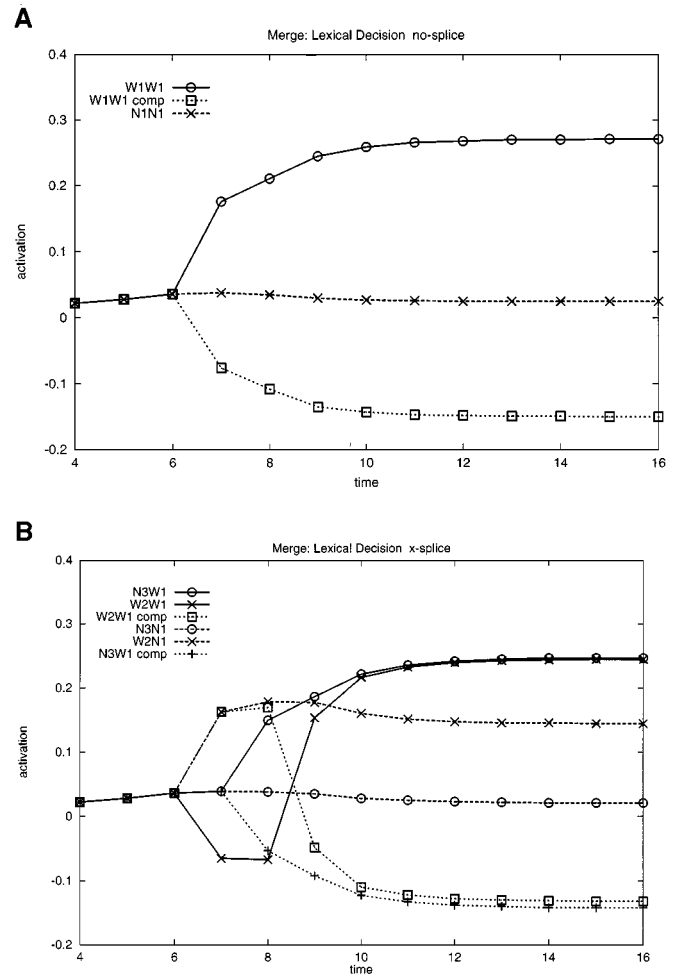 A
Merge: Lexical Decision no-splice
0.4
0.3
0.2
0.1
0
-0.1
-0.2
activation
W1W1
W1W1 comp
N1N1
4 6 8 10 12 14 16
time
B
Merge: Lexical Decision x-splice
0.4
0.3
0.2
0.1
0
-0.1
-0.2
activation
N3W1
W2W1
W2W1 comp
N3N1
W2N1
N3W1 comp
4 6 8 10 12 14 16
time